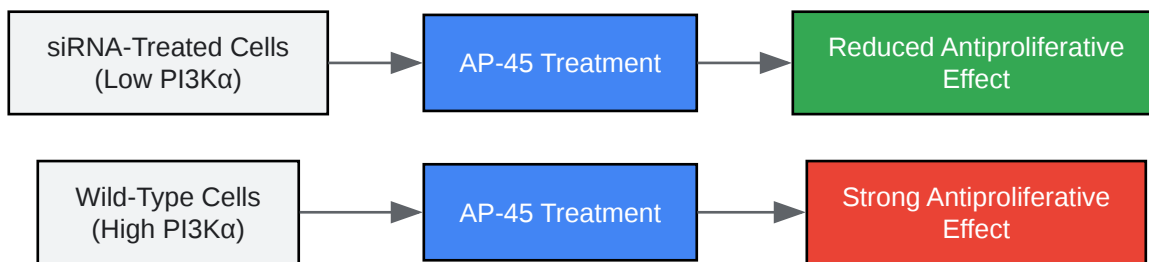 siRNA-Treated Cells
(Low PI3Kα)
AP-45 Treatment
Reduced Antiproliferative
Effect
Wild-Type Cells
(High PI3Kα)
AP-45 Treatment
Strong Antiproliferative
Effect